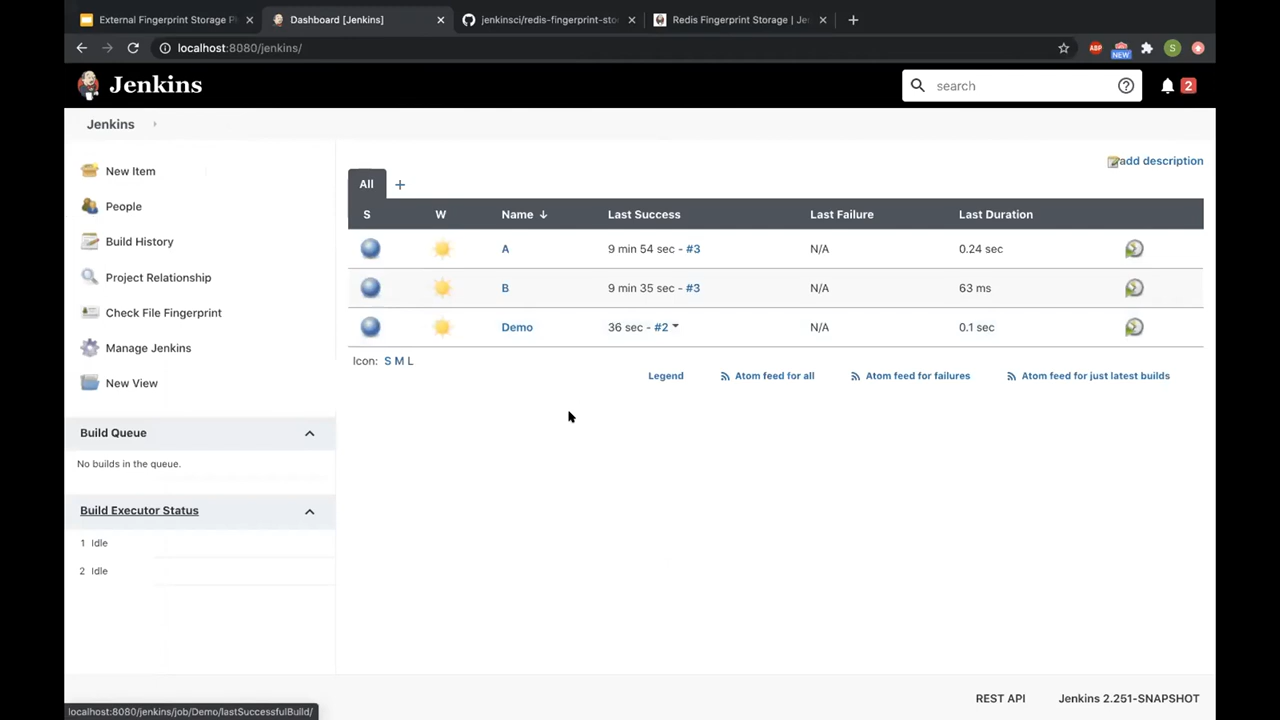 External Fingerprint Storage Pl
Dashboard [Jenkins]
jenkinsci/redis-fingerprint-sto
Redis Fingerprint Storage | Je
localhost:8080/jenkins/
ABP
NEW
S
Jenkins
search
2
Jenkins
New Item
People
Build History
Project Relationship
Check File Fingerprint
Manage Jenkins
New View
Build Queue
No builds in the queue.
Build Executor Status
1 Idle
2 Idle
add description
All +
S W Name ↓ Last Success Last Failure Last Duration
A 9 min 54 sec - #3 N/A 0.24 sec
B 9 min 35 sec - #3 N/A 63 ms
Demo 36 sec - #2 N/A 0.1 sec
Icon: S M L
Legend Atom feed for all Atom feed for failures Atom feed for just latest builds
REST API Jenkins 2.251-SNAPSHOT
localhost:8080/jenkins/job/Demo/lastSuccessfulBuild/